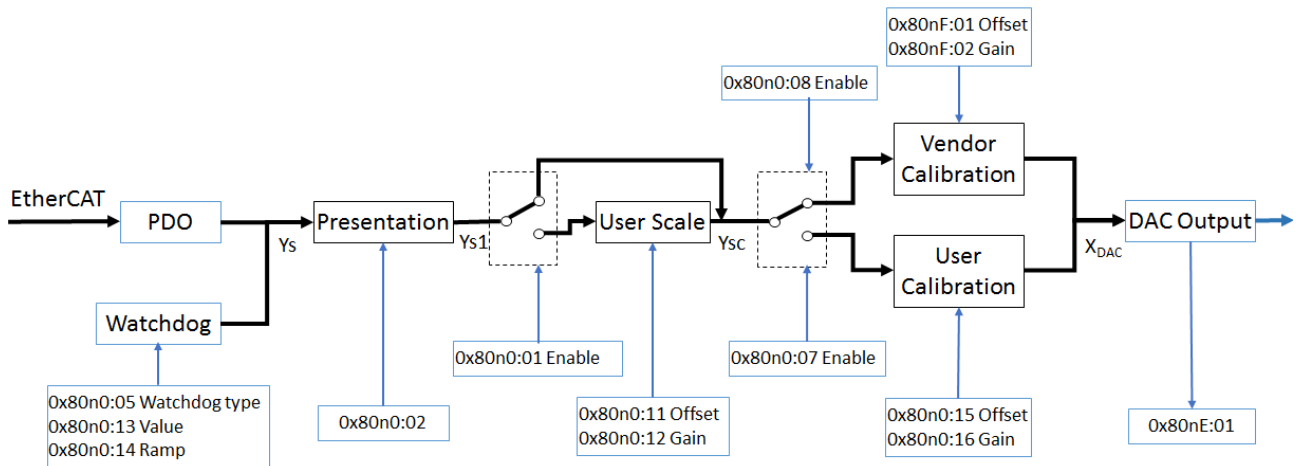 0x80nF:01 Offset
0x80nF:02 Gain
0x80n0:08 Enable
Vendor
Calibration
EtherCAT
PDO
Ys
Presentation
Ys1
User Scale
Ysc
User
Calibration
X_DAC
DAC Output
Watchdog
0x80n0:01 Enable
0x80n0:07 Enable
0x80n0:05 Watchdog type
0x80n0:13 Value
0x80n0:14 Ramp
0x80n0:02
0x80n0:11 Offset
0x80n0:12 Gain
0x80n0:15 Offset
0x80n0:16 Gain
0x80nE:01